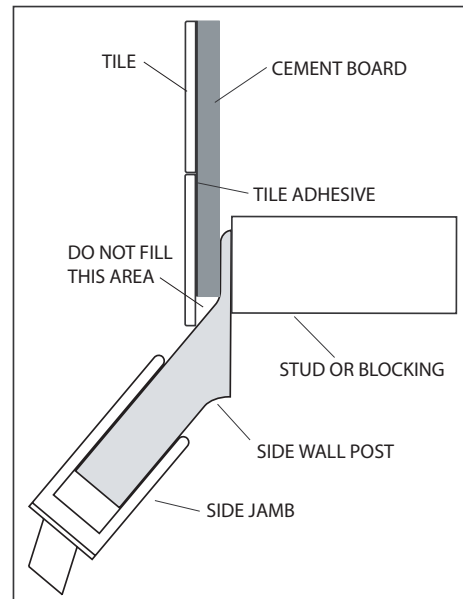 TILE
CEMENT BOARD
TILE ADHESIVE
DO NOT FILL
THIS AREA
STUD OR BLOCKING
SIDE WALL POST
SIDE JAMB